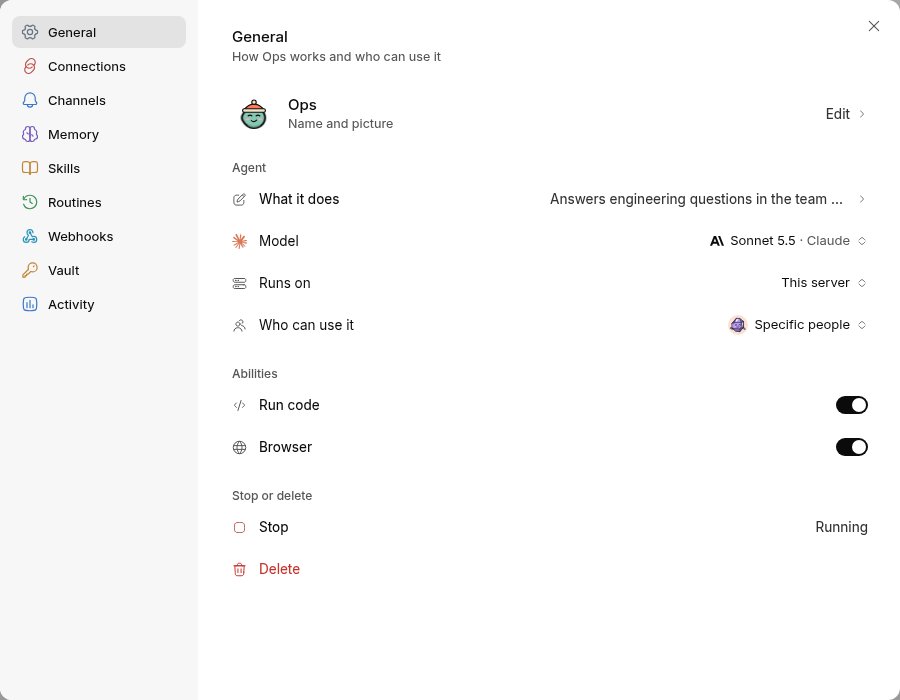 General
Connections
Channels
Memory
Skills
Routines
Webhooks
Vault
Activity
General
How Ops works and who can use it
Ops
Name and picture
Edit
Agent
What it does
Answers engineering questions in the team ...
Model
Sonnet 5.5 · Claude
Runs on
This server
Who can use it
Specific people
Abilities
Run code
Browser
Stop or delete
Stop
Running
Delete